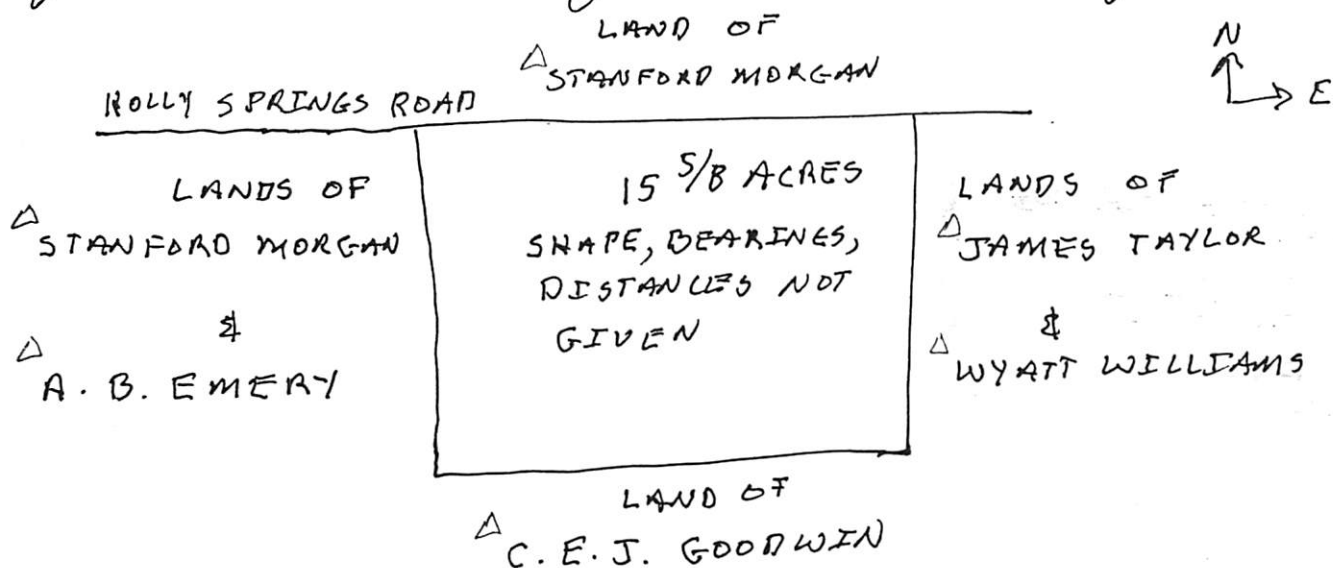 LAND OF
△ STANFORD MORGAN
N
E
HOLLY SPRINGS ROAD
LANDS OF
△ STANFORD MORGAN
&
△ A. B. EMERY
15 5/8 ACRES
SHAPE, BEARINGS,
DISTANCES NOT
GIVEN
LANDS OF
△ JAMES TAYLOR
&
△ WYATT WILLIAMS
LAND OF
△ C. E. J. GOODWIN